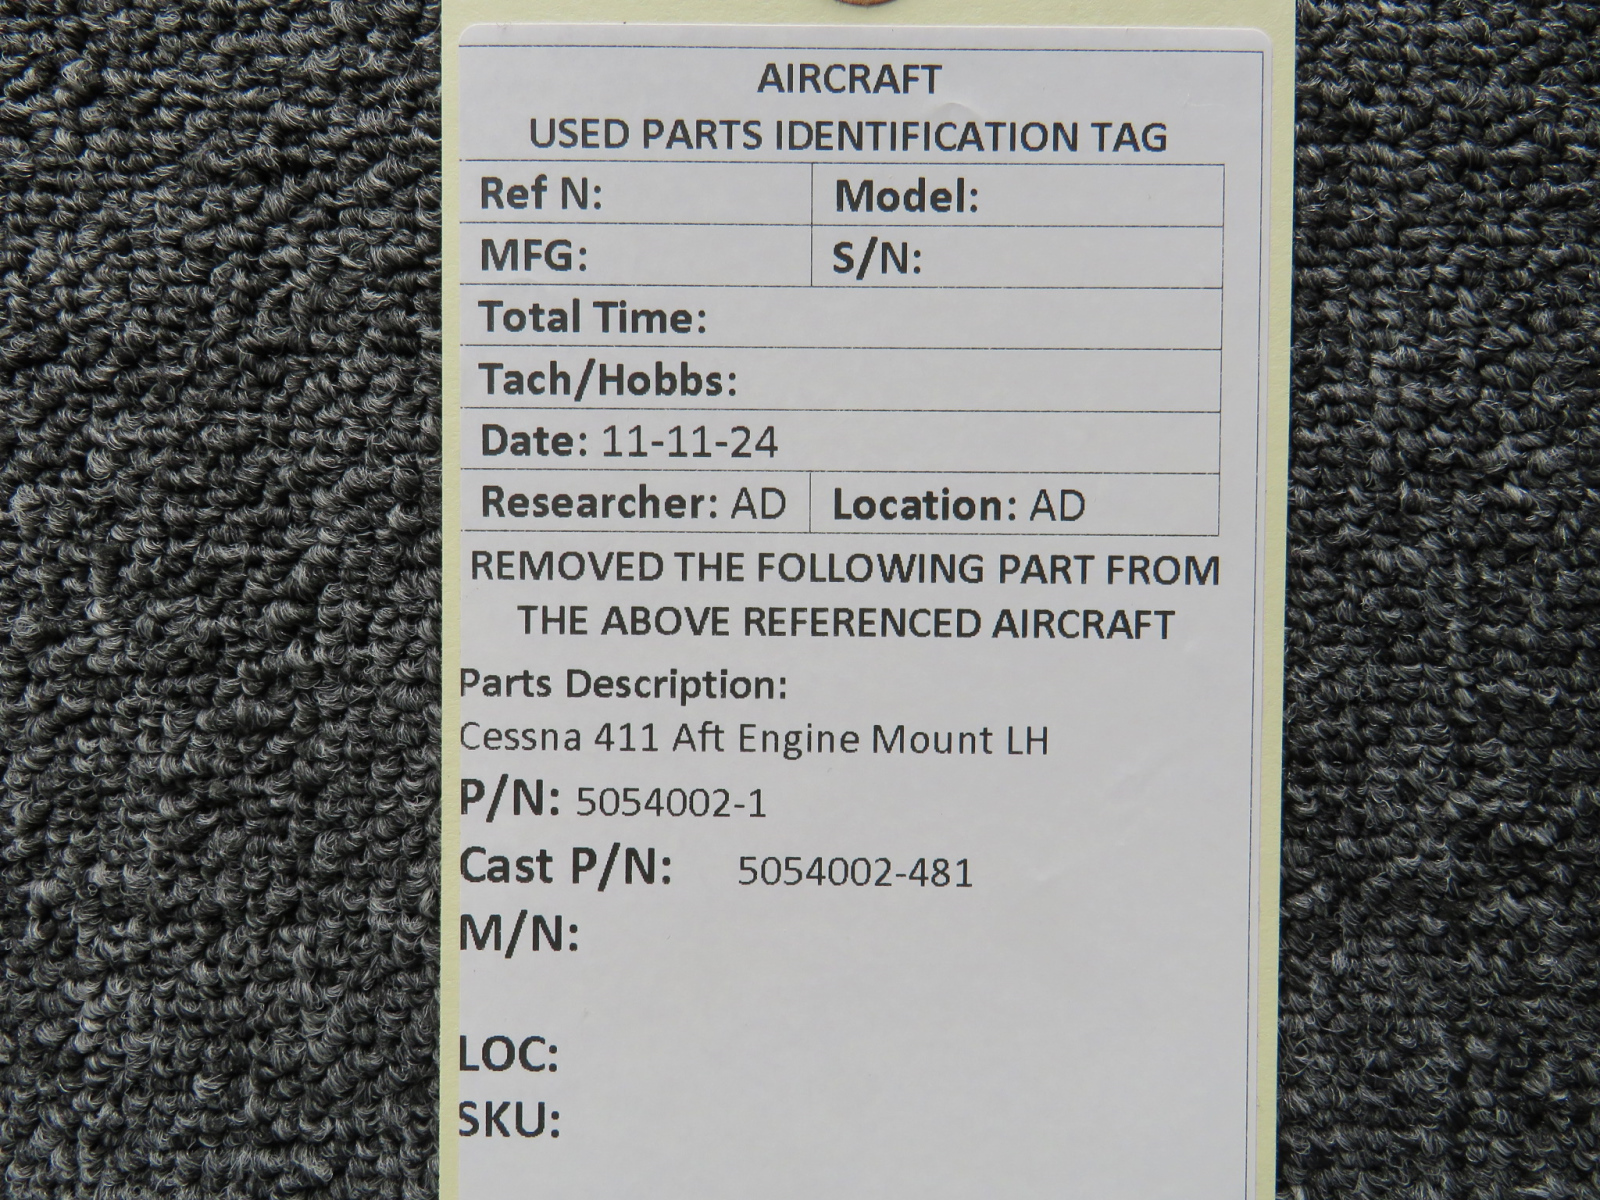 AIRCRAFT
USED PARTS IDENTIFICATION TAG
Ref N: Model:
MFG: S/N:
Total Time:
Tach/Hobbs:
Date: 11-11-24
Researcher: AD Location: AD
REMOVED THE FOLLOWING PART FROM
THE ABOVE REFERENCED AIRCRAFT
Parts Description:
Cessna 411 Aft Engine Mount LH
P/N: 5054002-1
Cast P/N: 5054002-481
M/N:
LOC:
SKU: